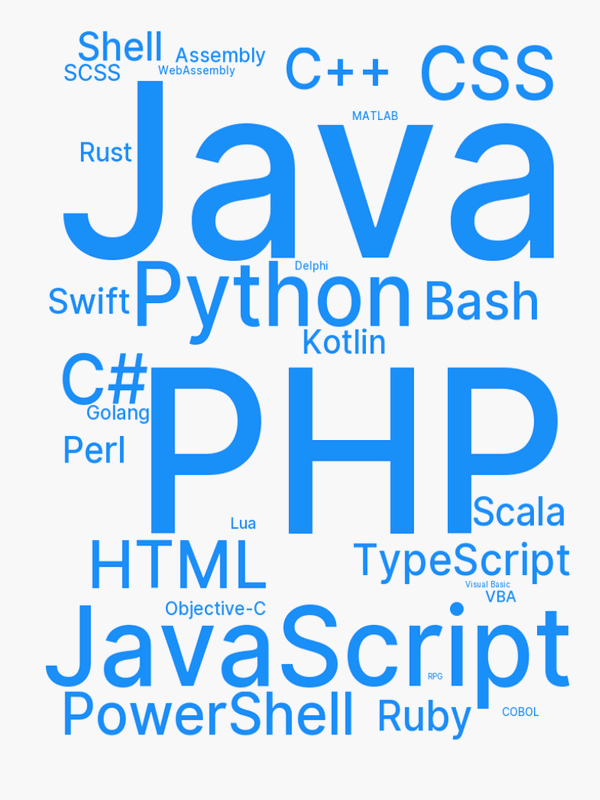 Shell
Assembly
SCSS
WebAssembly
C++
CSS
MATLAB
Java
Rust
Delphi
Swift
Python
Bash
Kotlin
C#
Golang
PHP
Perl
Scala
Lua
HTML
TypeScript
Visual Basic
VBA
Objective-C
JavaScript
RPG
PowerShell
Ruby
COBOL